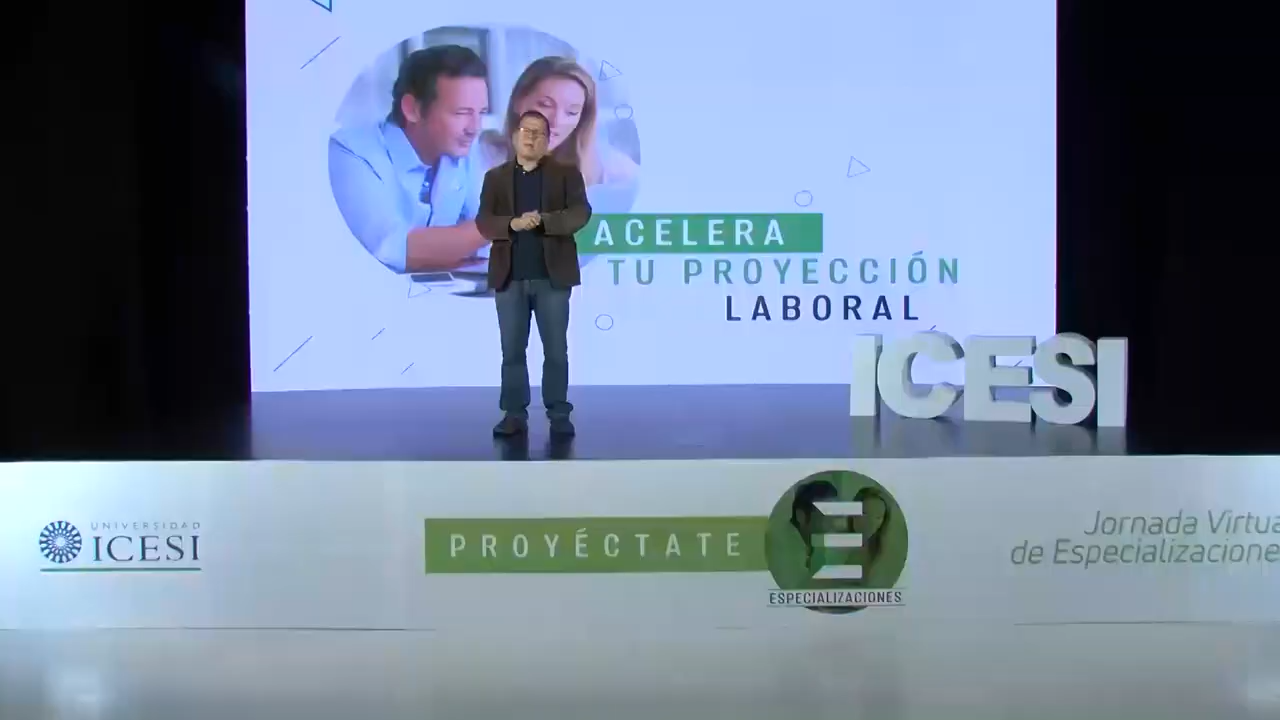 ACELERA
TU PROYECCIÓN
LABORAL
ICESI
UNIVERSIDAD
ICESI
PROYÉCTATE
E
ESPECIALIZACIONES
Jornada Virtua
de Especializacione